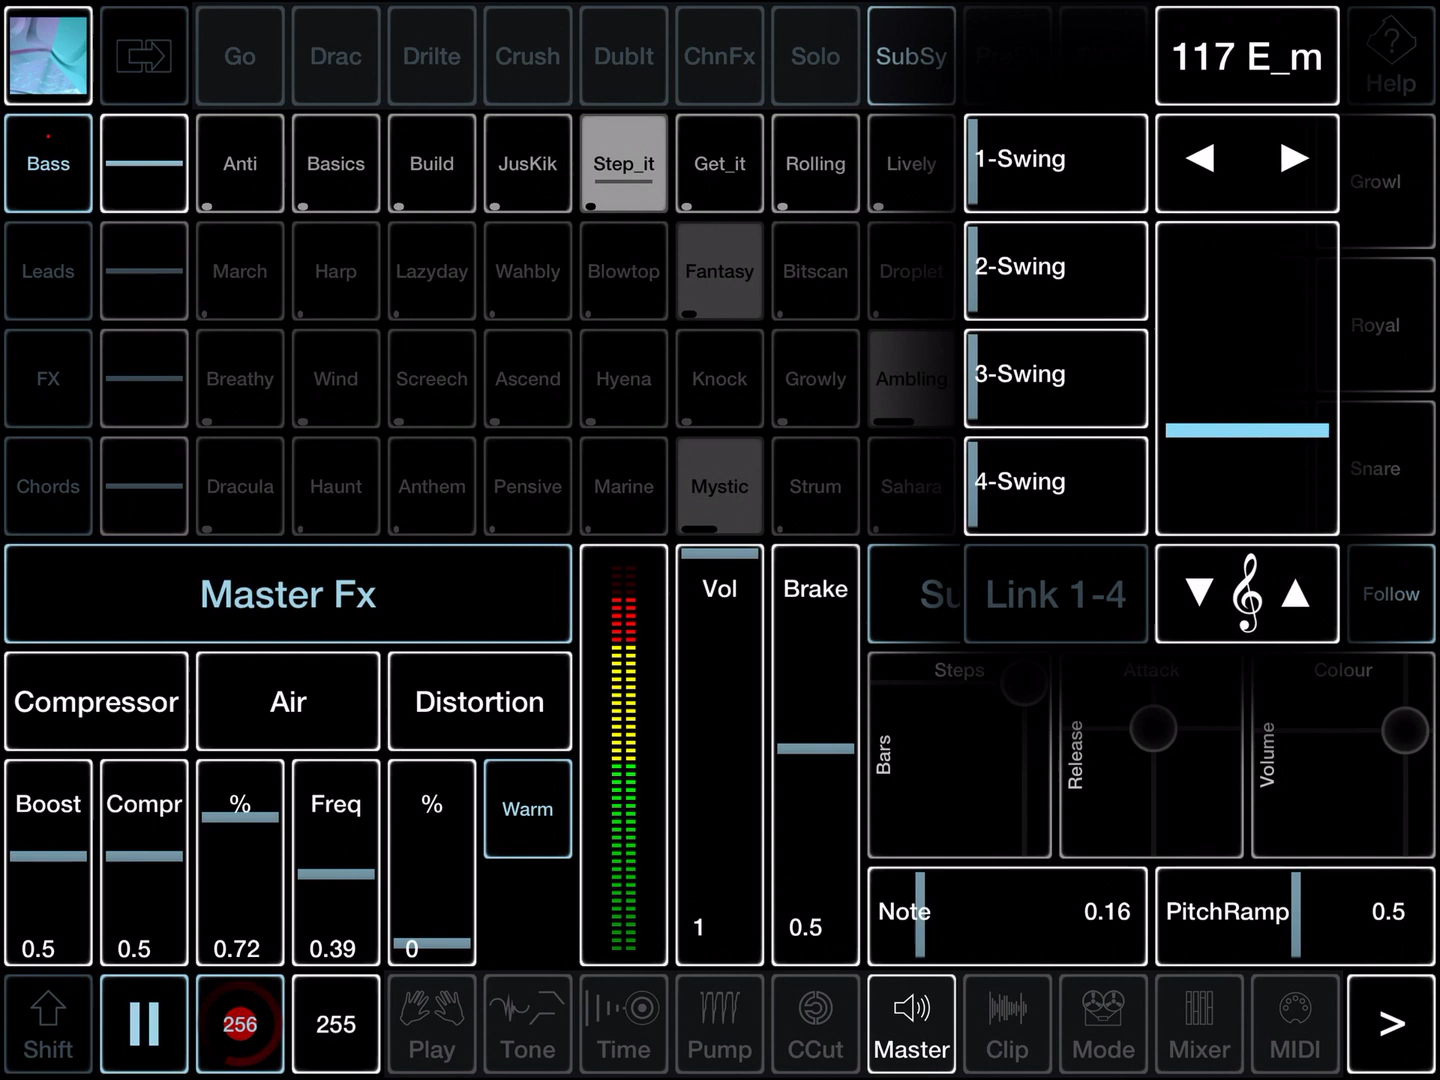 Go Drac Drilte Crush DubIt ChnFx Solo SubSy 117 E_m Help
Bass Anti Basics Build JusKik Step_it Get_it Rolling Lively 1-Swing Growl
Leads March Harp Lazyday Wahbly Blowtop Fantasy Bitscan Droplet 2-Swing
Royal
FX Breathy Wind Screech Ascend Hyena Knock Growly Ambling 3-Swing
Snare
Chords Dracula Haunt Anthem Pensive Marine Mystic Strum Sahara 4-Swing
Master Fx Vol Brake Su Link 1-4 Follow
Compressor Air Distortion Steps Attack Colour
Bars Release Volume
Boost Compr % Freq % Warm
0.5 0.5 0.72 0.39 0 1 0.5
Note 0.16 PitchRamp 0.5
Shift 256 255 Play Tone Time Pump CCut Master Clip Mode Mixer MIDI >